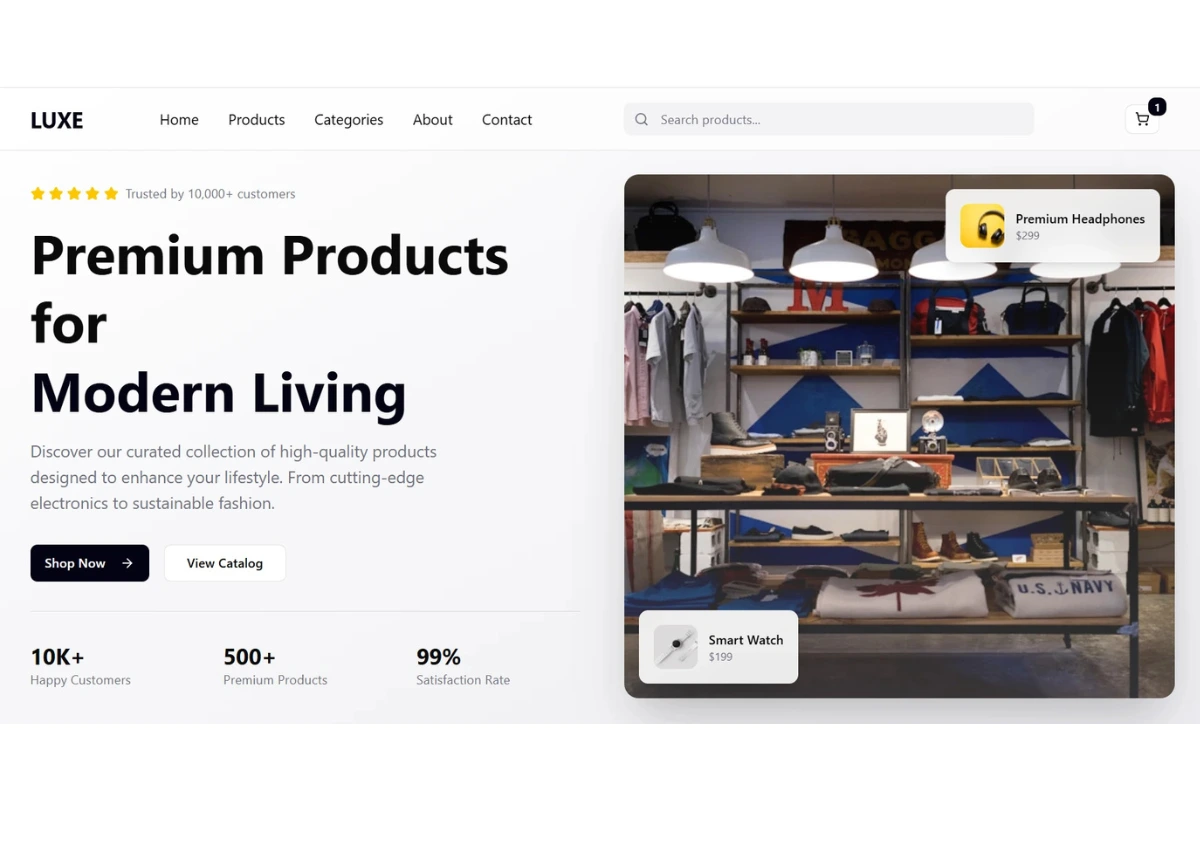 LUXE
Home
Products
Categories
About
Contact
Search products...
1
Trusted by 10,000+ customers
Premium Products
for
Modern Living
Discover our curated collection of high-quality products
designed to enhance your lifestyle. From cutting-edge
electronics to sustainable fashion.
Shop Now
View Catalog
10K+
Happy Customers
500+
Premium Products
99%
Satisfaction Rate
Premium Headphones
$299
M
U.S. NAVY
Smart Watch
$199